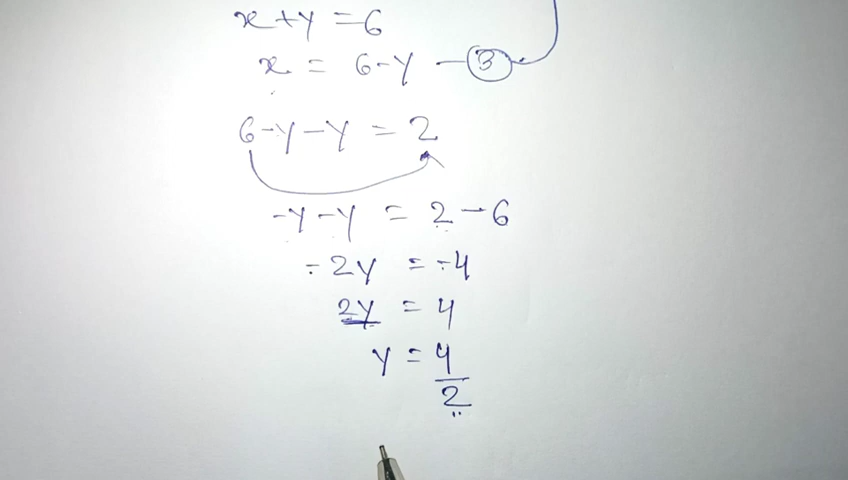 x+y=6
x = 6-y —③
6-y-y = 2
-y-y = 2-6
-2y = -4
2y = 4
y = 4/2